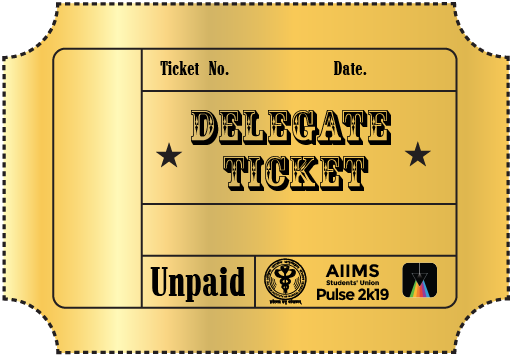 Ticket No. Date.
DELEGATE
TICKET
Unpaid
AIIMS
Students' Union
Pulse 2k19